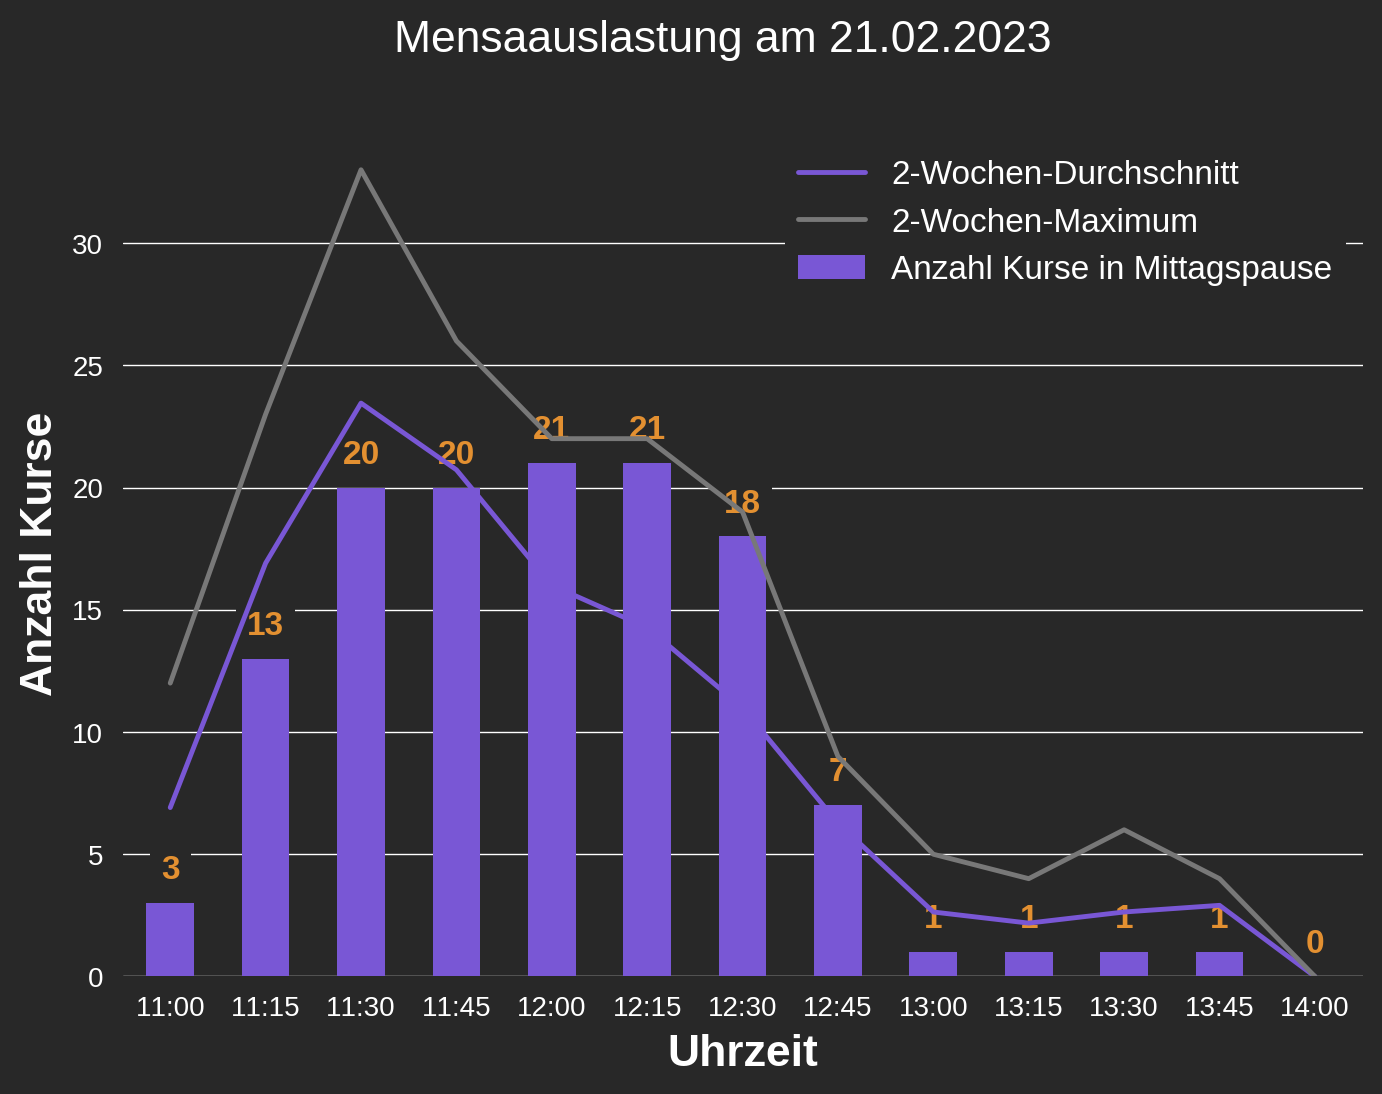 Mensaauslastung am 21.02.2023
2-Wochen-Durchschnitt
2-Wochen-Maximum
Anzahl Kurse in Mittagspause
Anzahl Kurse
30
25
20
15
10
5
0
3
13
20
20
21
21
18
7
1
1
1
1
0
11:00 11:15 11:30 11:45 12:00 12:15 12:30 12:45 13:00 13:15 13:30 13:45 14:00
Uhrzeit